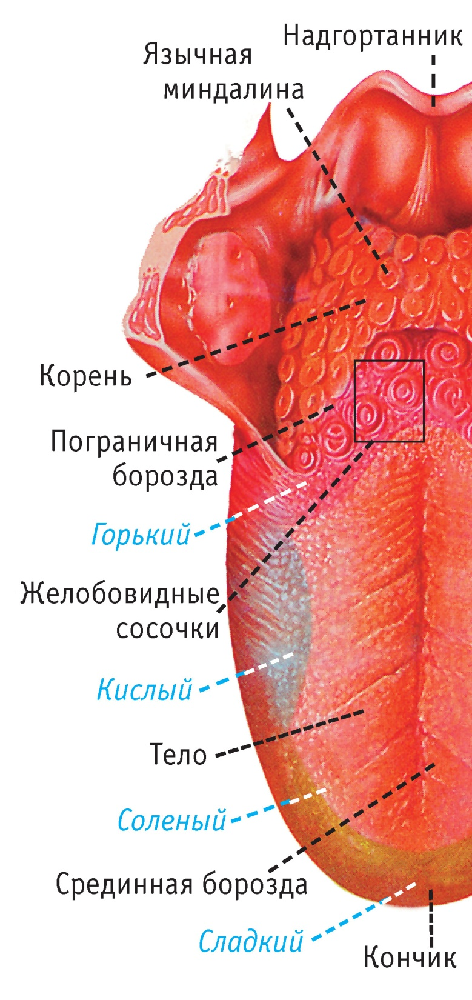 Надгортанник
Язычная
миндалина
Корень
Пограничная
борозда
Горький
Желобовидные
сосочки
Кислый
Тело
Соленый
Срединная борозда
Сладкий
Кончик